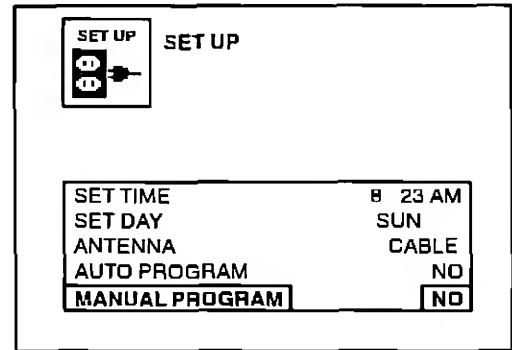 SET UP
SET UP
SET TIME 8 23 AM
SET DAY SUN
ANTENNA CABLE
AUTO PROGRAM NO
MANUAL PROGRAM NO